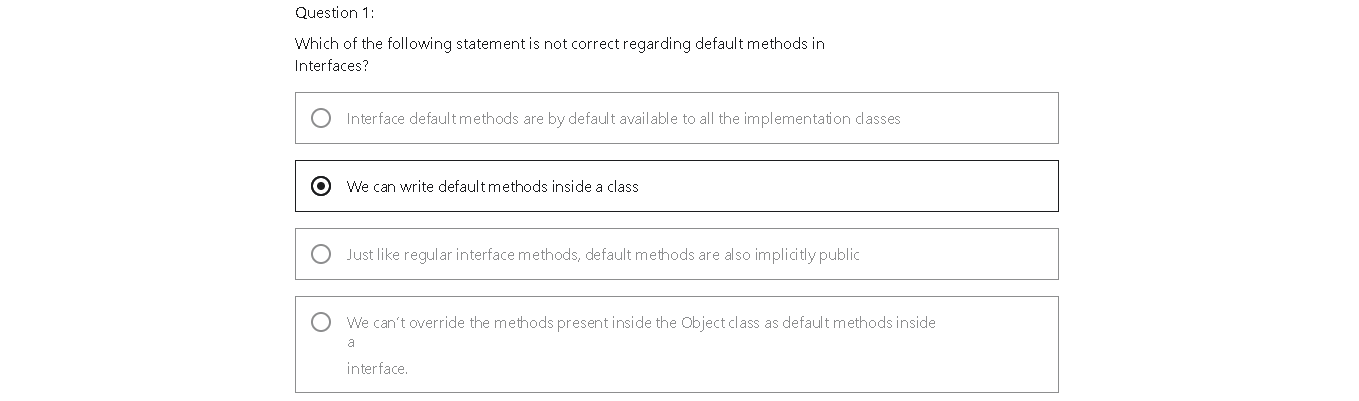 Question 1:
Which of the following statement is not correct regarding default methods in
Interfaces?
Interface default methods are by default available to all the implementation classes
We can write default methods inside a class
Just like regular interface methods, default methods are also implicitly public
We can't override the methods present inside the Object class as default methods inside
a
interface.